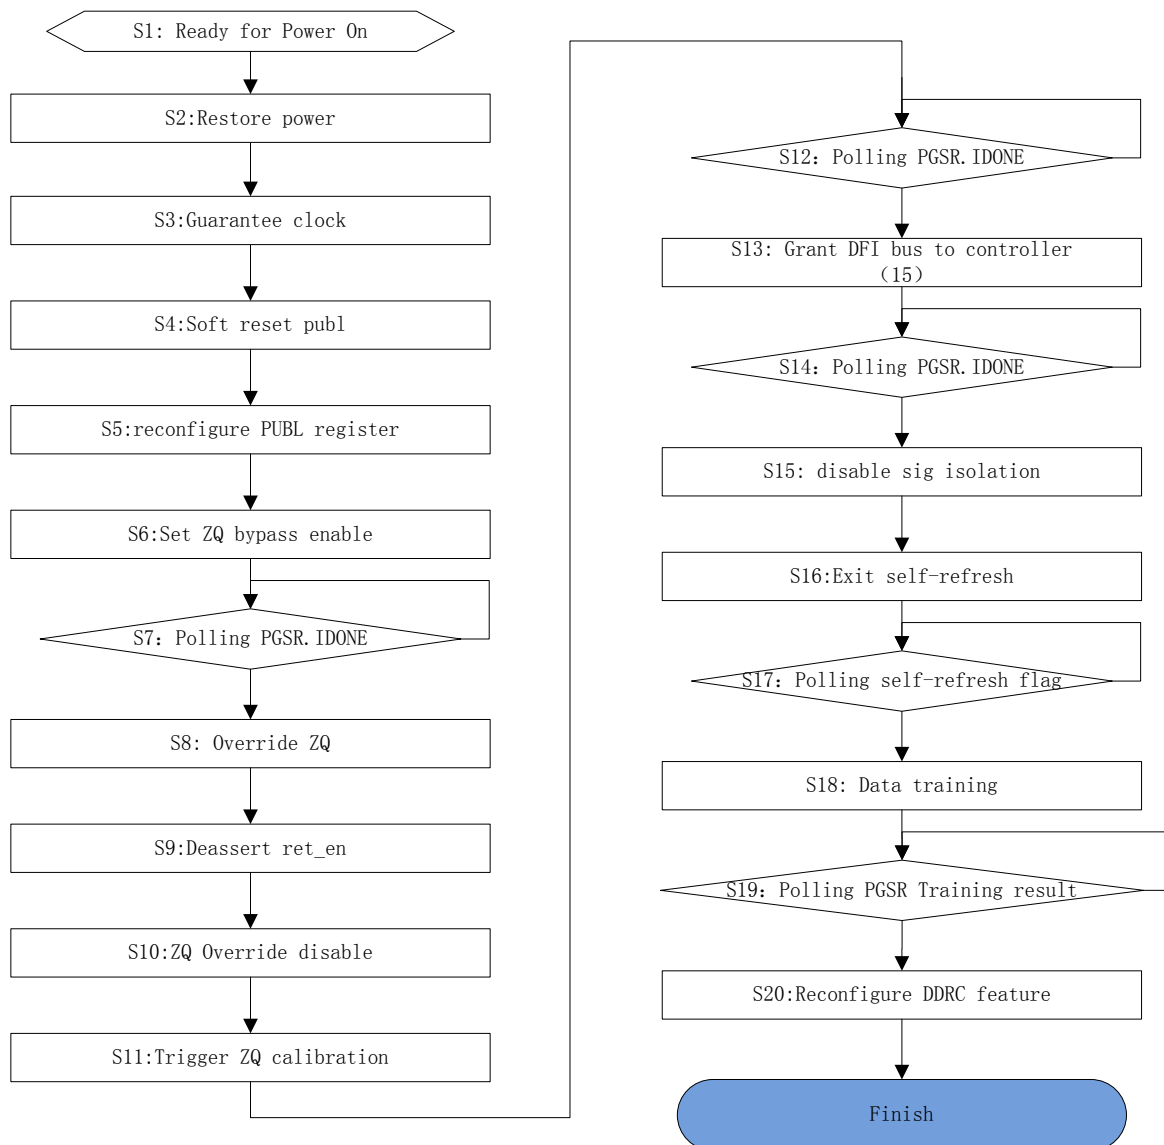 S1: Ready for Power On
S2:Restore power
S3:Guarantee clock
S4:Soft reset publ
S5:reconfigure PUBL register
S6:Set ZQ bypass enable
S7: Polling PGSR.IDONE
S8: Override ZQ
S9:Deassert ret_en
S10:ZQ Override disable
S11:Trigger ZQ calibration
S12: Polling PGSR.IDONE
S13: Grant DFI bus to controller
（15）
S14: Polling PGSR.IDONE
S15: disable sig isolation
S16:Exit self-refresh
S17: Polling self-refresh flag
S18: Data training
S19: Polling PGSR Training result
S20:Reconfigure DDRC feature
Finish